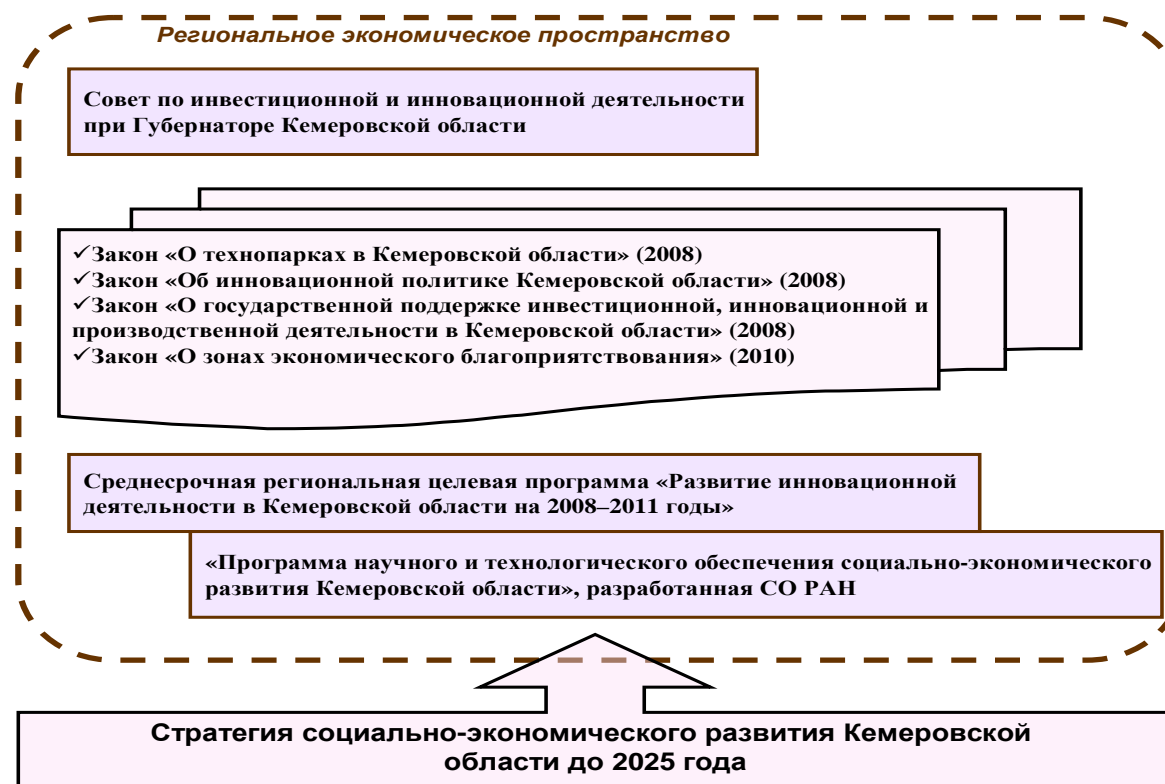 Региональное экономическое пространство
Совет по инвестиционной и инновационной деятельности
при Губернаторе Кемеровской области
✓Закон «О технопарках в Кемеровской области» (2008)
✓Закон «Об инновационной политике Кемеровской области» (2008)
✓Закон «О государственной поддержке инвестиционной, инновационной и
производственной деятельности в Кемеровской области» (2008)
✓Закон «О зонах экономического благоприятствования» (2010)
Среднесрочная региональная целевая программа «Развитие инновационной
деятельности в Кемеровской области на 2008–2011 годы»
«Программа научного и технологического обеспечения социально-экономического
развития Кемеровской области», разработанная СО РАН
Стратегия социально-экономического развития Кемеровской
области до 2025 года